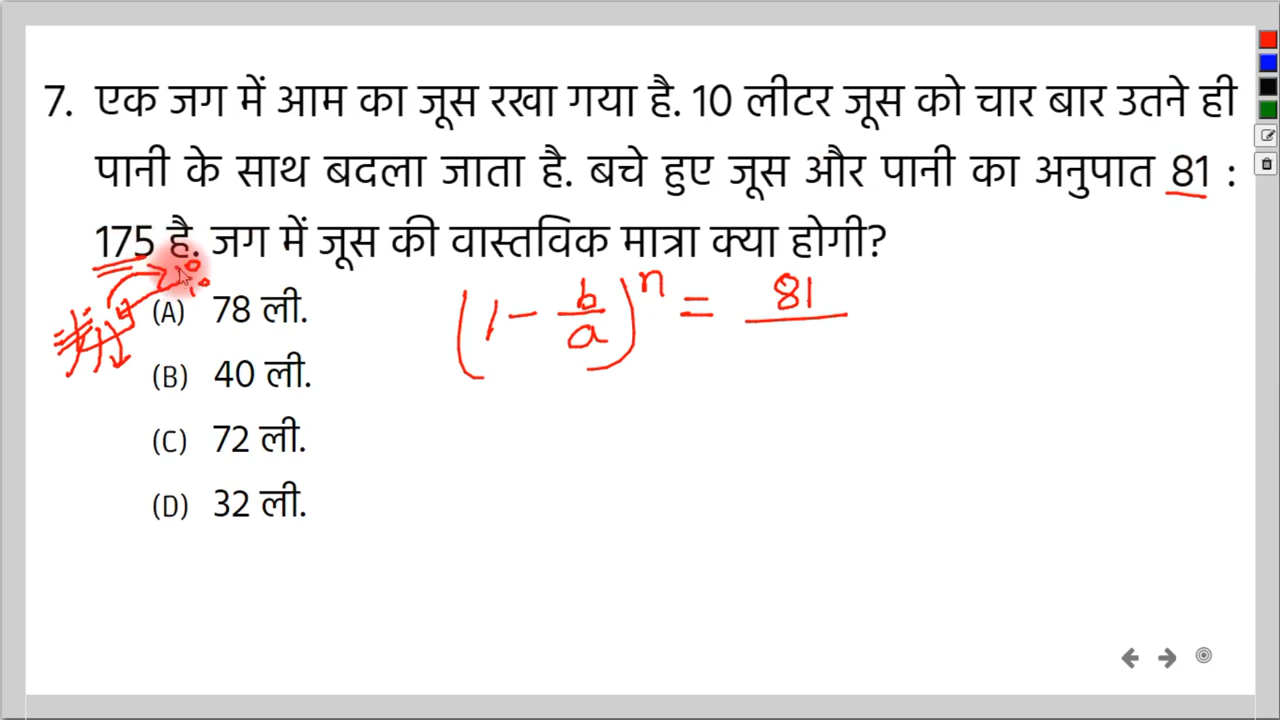 7. एक जग में आम का जूस रखा गया है. 10 लीटर जूस को चार बार उतने ही
पानी के साथ बदला जाता है. बचे हुए जूस और पानी का अनुपात 81 :
175 है. जग में जूस की वास्तविक मात्रा क्या होगी?
(A) 78 ली.
(B) 40 ली.
(C) 72 ली.
(D) 32 ली.
(1 - b/a)^n = 81